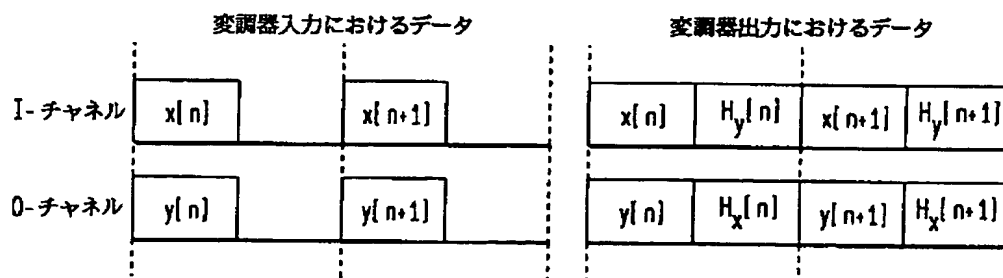 変調器入力におけるデータ
変調器出力におけるデータ
I-チャネル
x[n]
x[n+1]
x[n]
Hy[n]
x[n+1]
Hy[n+1]
0-チャネル
y[n]
y[n+1]
y[n]
Hx[n]
y[n+1]
Hx[n+1]